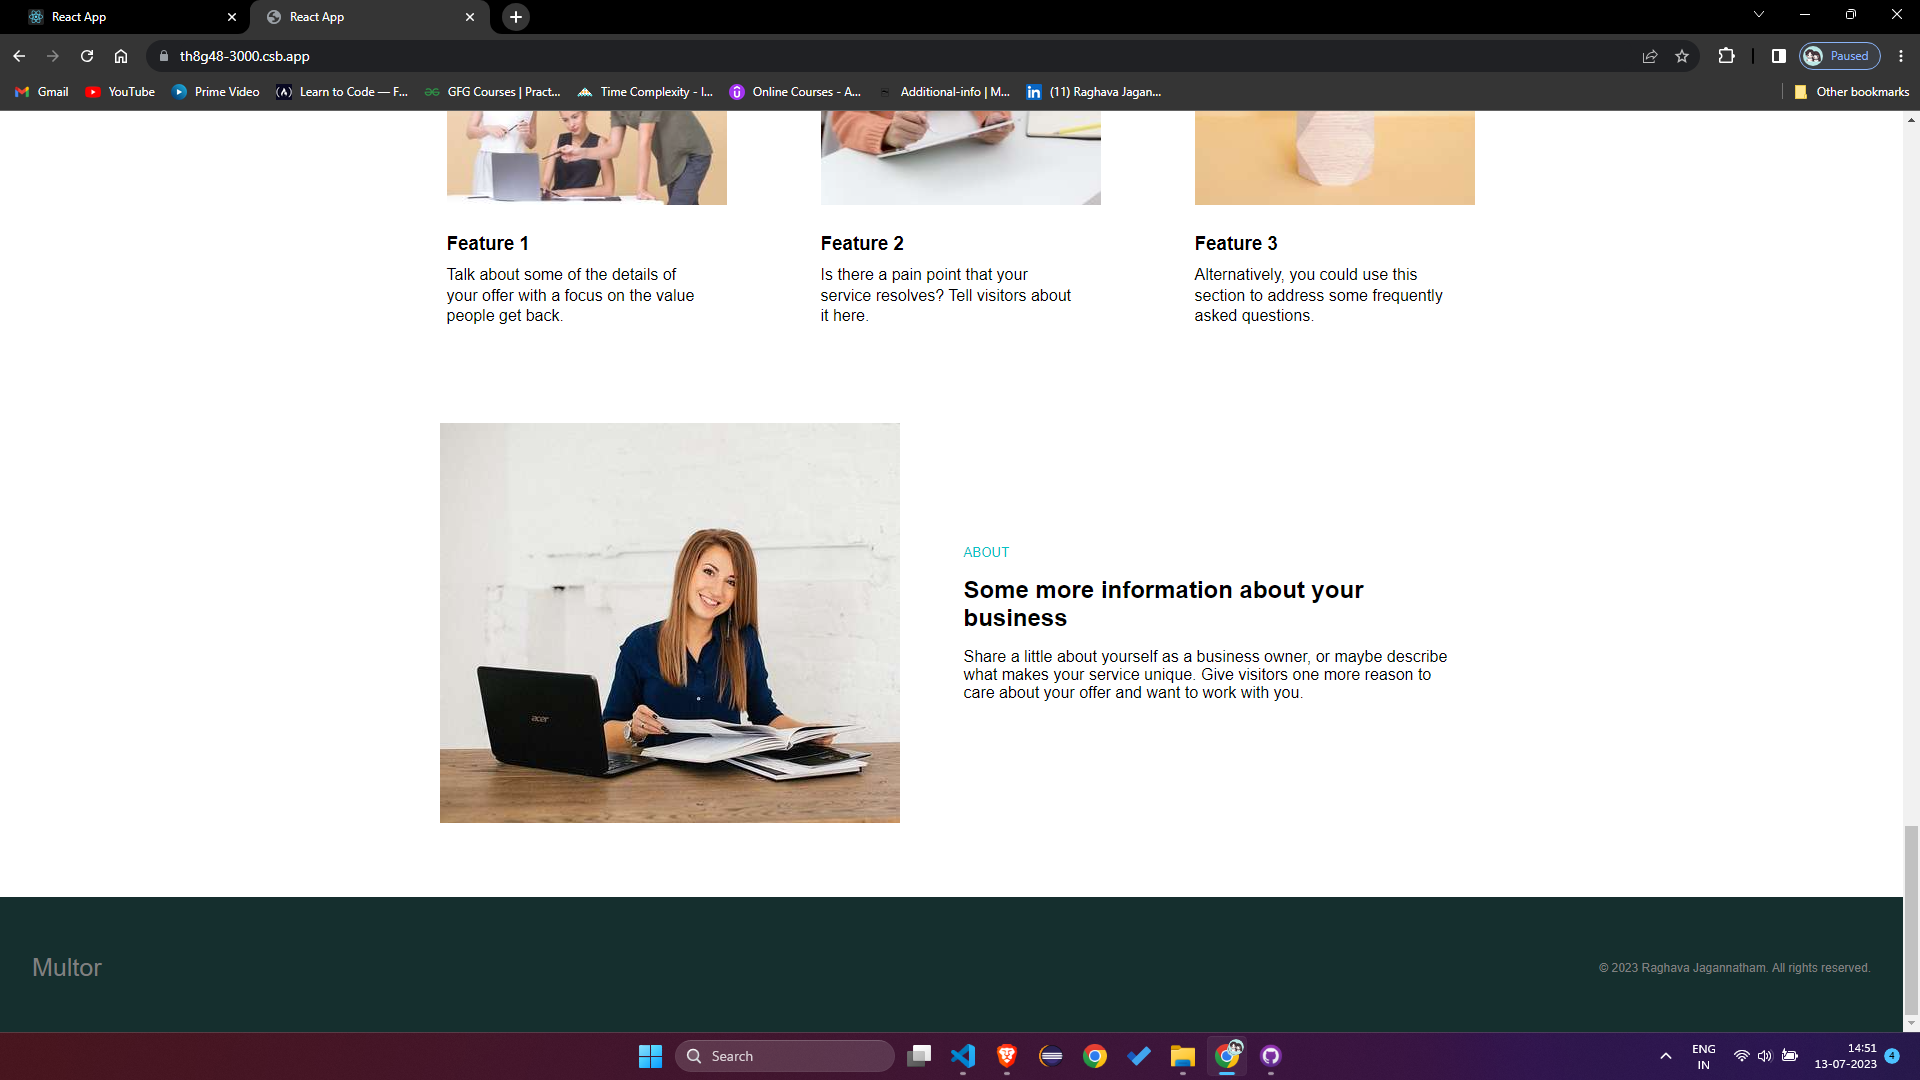 React App
React App
th8g48-3000.csb.app
Paused
Gmail
YouTube
Prime Video
Learn to Code — F...
GFG Courses | Pract...
Time Complexity - I...
Online Courses - A...
Additional-info | M...
(11) Raghava Jagan...
Other bookmarks
Feature 1
Talk about some of the details of
your offer with a focus on the value
people get back.
Feature 2
Is there a pain point that your
service resolves? Tell visitors about
it here.
Feature 3
Alternatively, you could use this
section to address some frequently
asked questions.
acer
ABOUT
Some more information about your
business
Share a little about yourself as a business owner, or maybe describe
what makes your service unique. Give visitors one more reason to
care about your offer and want to work with you.
Multor
© 2023 Raghava Jagannatham. All rights reserved.
Search
ENG
IN
14:51
13-07-2023
4